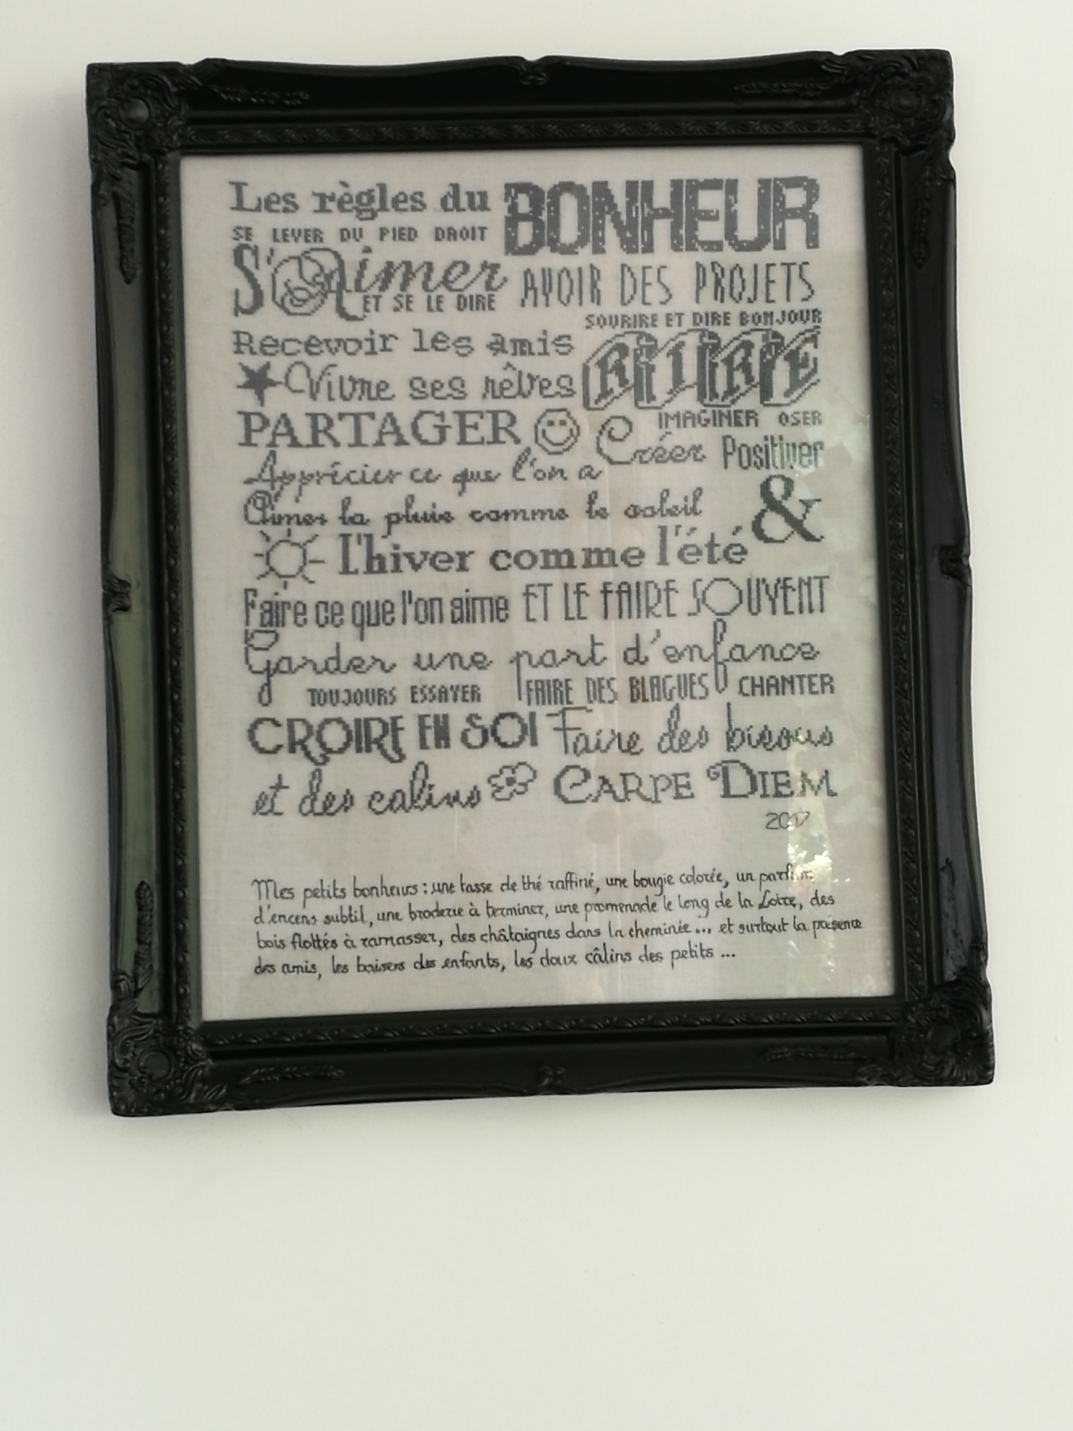 Les règles du BONHEUR
SE LEVER DU PIED DROIT
S'Aimer
ET SE LE DIRE
AVOIR DES PROJETS
SOURIRE ET DIRE BONJOUR
Recevoir les amis
RIRE
Vivre ses rêves
PARTAGER
IMAGINER OSER
Créer Positiver
Apprécier ce que l'on a
Aimer la pluie comme le soleil
&
L'hiver comme l'été
Faire ce que l'on aime ET LE FAIRE SOUVENT
Garder une part d'enfance
TOUJOURS ESSAYER FAIRE DES BLAGUES CHANTER
CROIRE EN SOI Faire des bisous
et des calins CARPE DIEM
2017
Mes petits bonheurs : une tasse de thé raffiné, une bougie colorée, un parfum
d'encens subtil, une broderie à terminer, une promenade le long de la Loire, des
bois flottés à ramasser, des châtaignes dans la cheminée ... et surtout la présence
des amis, les baisers des enfants, les doux câlins des petits ...